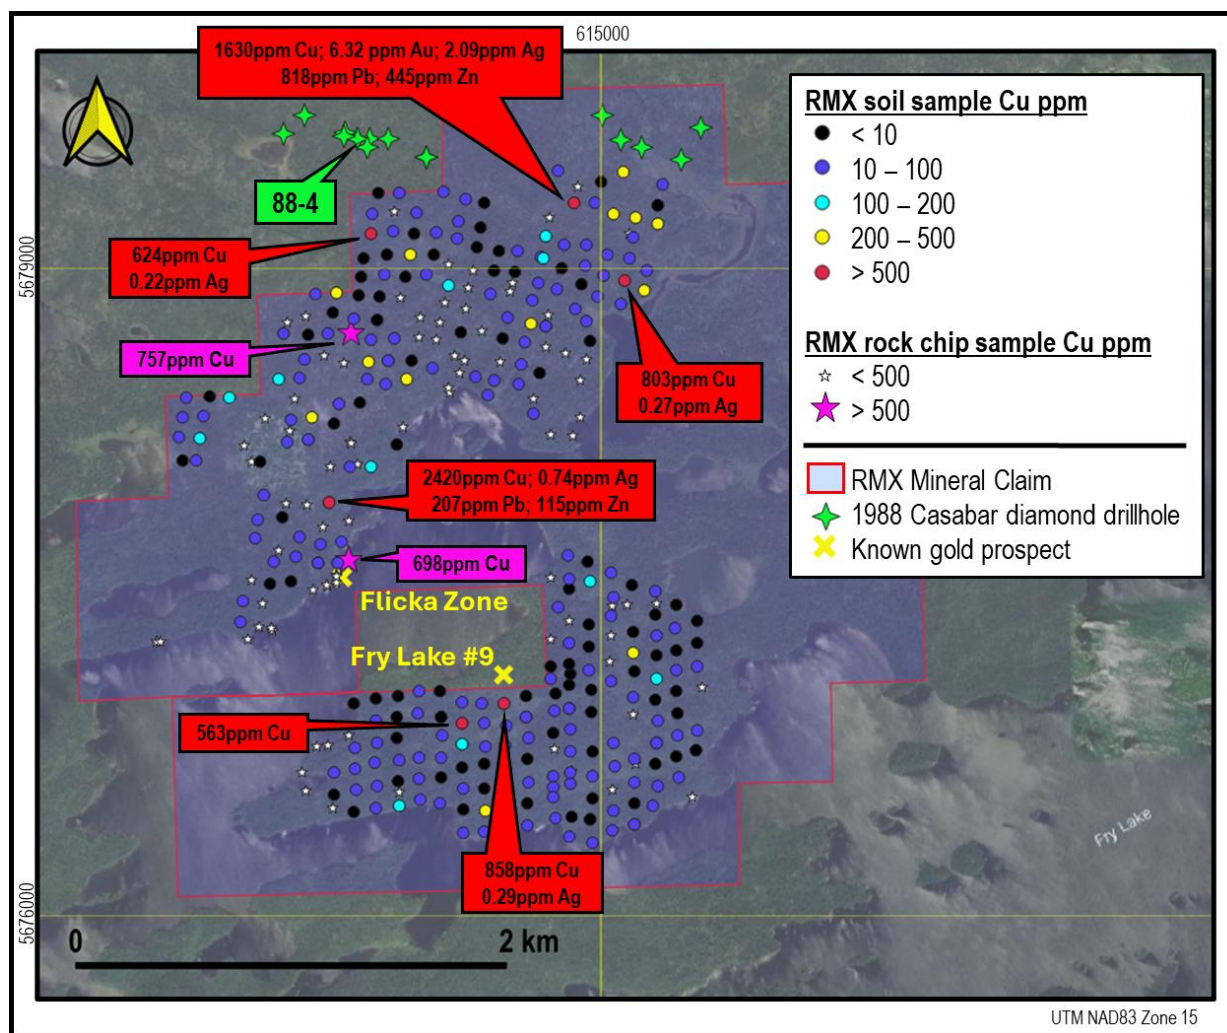 615000
1630ppm Cu; 6.32 ppm Au; 2.09ppm Ag
818ppm Pb; 445ppm Zn
RMX soil sample Cu ppm
< 10
10 – 100
100 – 200
200 – 500
> 500
RMX rock chip sample Cu ppm
< 500
> 500
RMX Mineral Claim
1988 Casabar diamond drillhole
Known gold prospect
88-4
5679000
624ppm Cu
0.22ppm Ag
757ppm Cu
803ppm Cu
0.27ppm Ag
2420ppm Cu; 0.74ppm Ag
207ppm Pb; 115ppm Zn
698ppm Cu
Flicka Zone
Fry Lake #9
563ppm Cu
858ppm Cu
0.29ppm Ag
Fry Lake
5676000
0
2 km
UTM NAD83 Zone 15